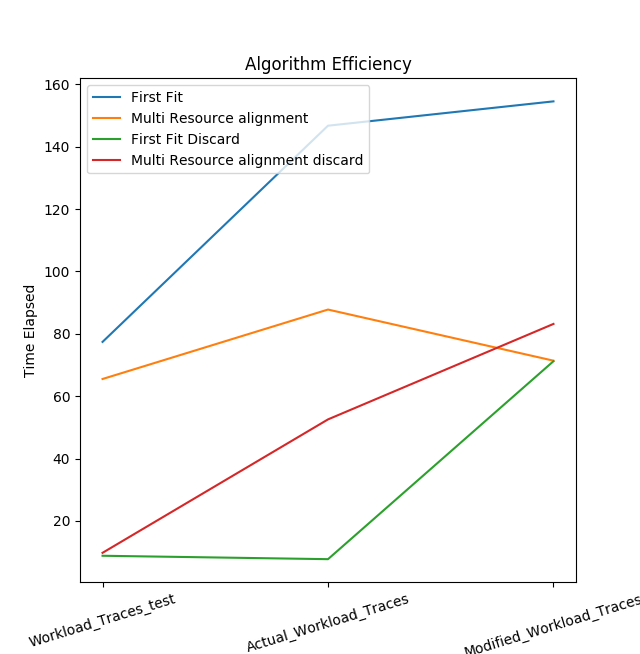 Algorithm Efficiency
160
140
120
100
80
60
40
20
Time Elapsed
First Fit
Multi Resource alignment
First Fit Discard
Multi Resource alignment discard
Workload_Traces_test
Actual_Workload_Traces
Modified_Workload_Traces